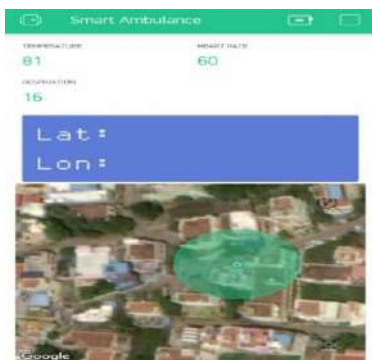 Smart Ambulance
TEMPERATURE HEART RATE
81 60
RESPIRATION
16
Lat:
Lon:
Google